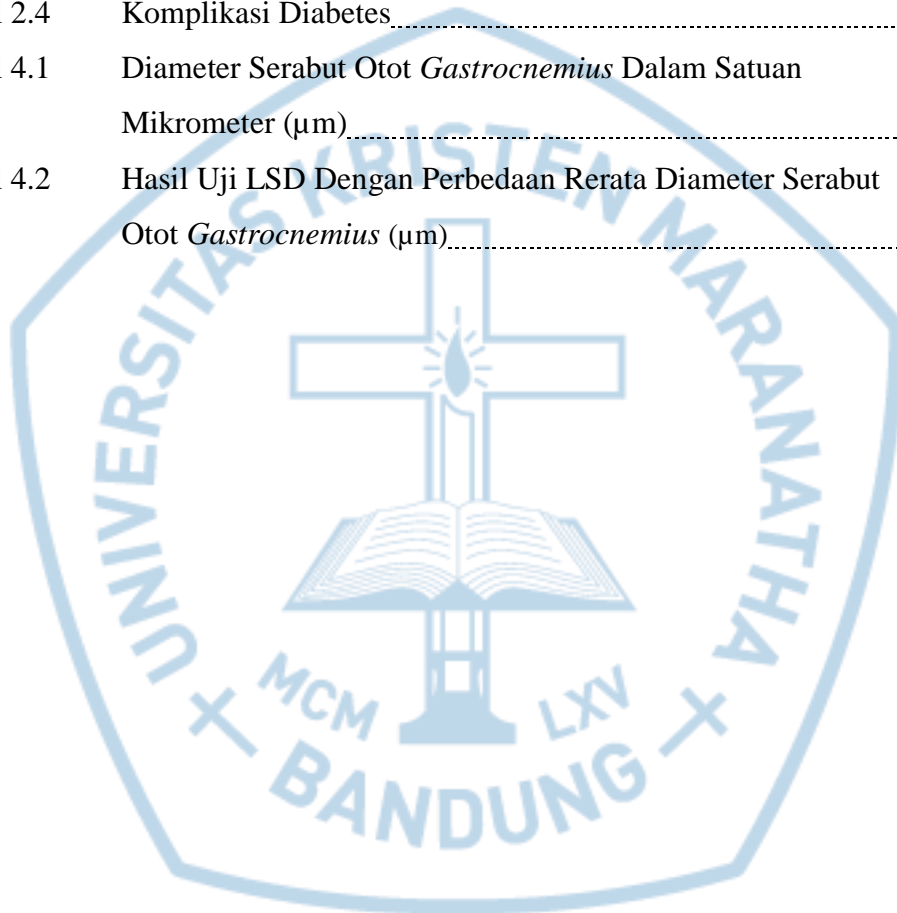 2.4 Komplikasi Diabetes
4.1 Diameter Serabut Otot Gastrocnemius Dalam Satuan
Mikrometer (µm)
4.2 Hasil Uji LSD Dengan Perbedaan Rerata Diameter Serabut
Otot Gastrocnemius (µm)
UNIVERSITAS KRISTEN MARANATHA
MCM LXV
BANDUNG